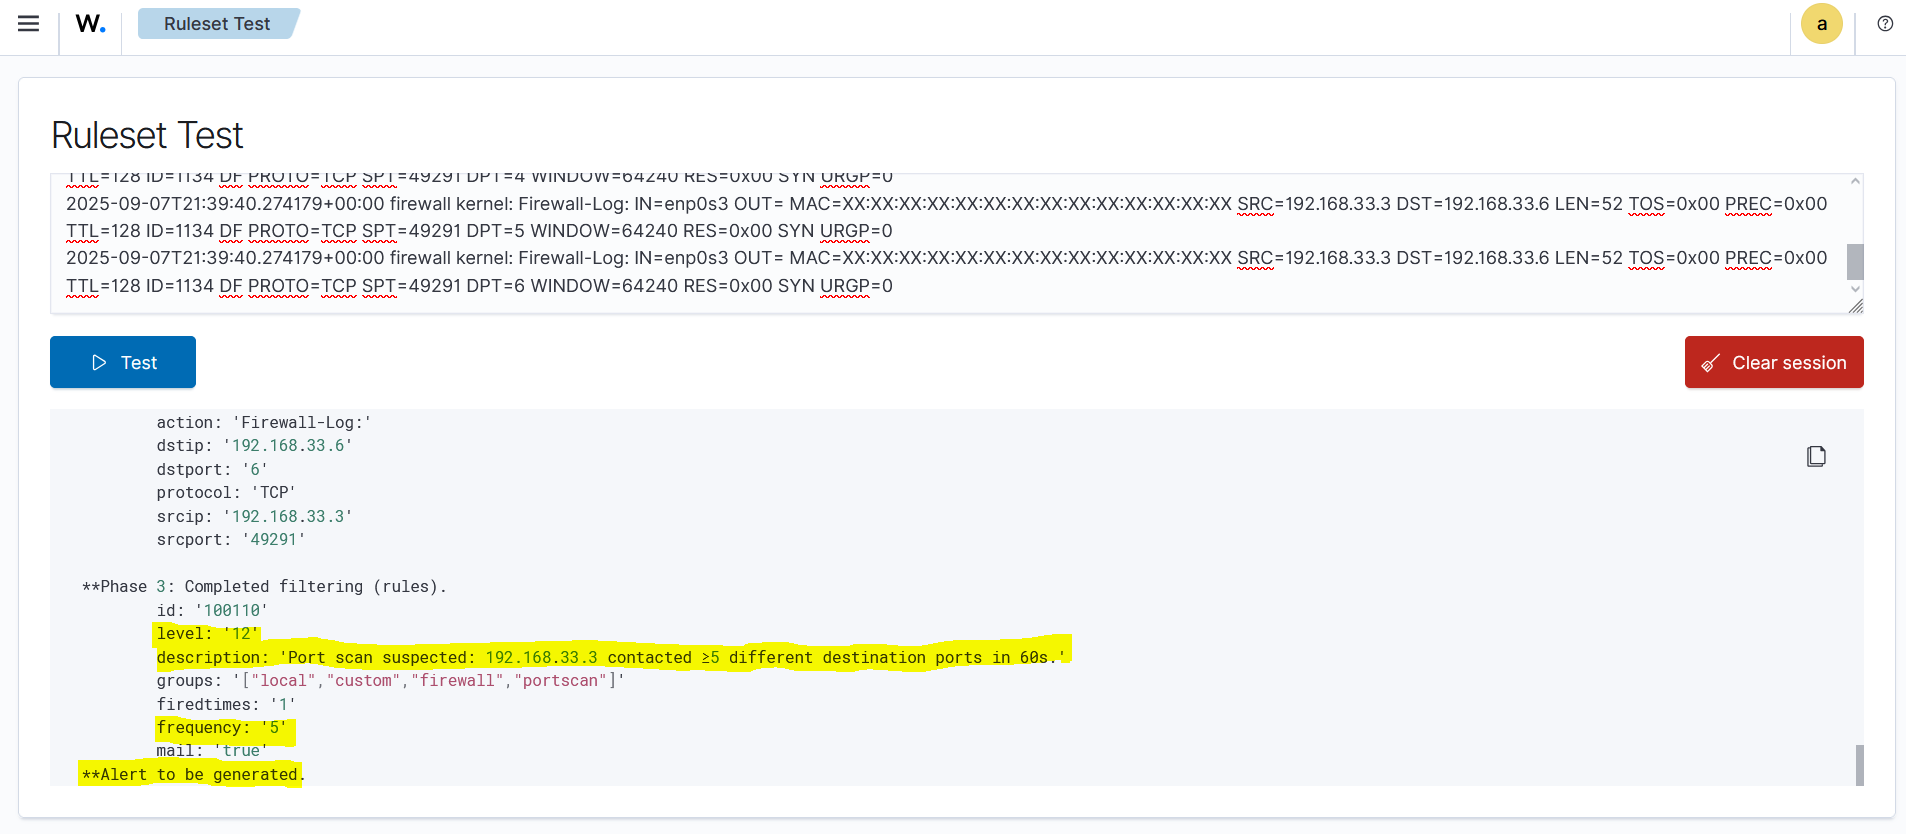 W.
Ruleset Test
a
Ruleset Test
TTL=128 ID=1134 DF PROTO=TCP SPT=49291 DPT=4 WINDOW=64240 RES=0x00 SYN URGP=0
2025-09-07T21:39:40.274179+00:00 firewall kernel: Firewall-Log: IN=enp0s3 OUT= MAC=XX:XX:XX:XX:XX:XX:XX:XX:XX:XX:XX:XX:XX:XX SRC=192.168.33.3 DST=192.168.33.6 LEN=52 TOS=0x00 PREC=0x00
TTL=128 ID=1134 DF PROTO=TCP SPT=49291 DPT=5 WINDOW=64240 RES=0x00 SYN URGP=0
2025-09-07T21:39:40.274179+00:00 firewall kernel: Firewall-Log: IN=enp0s3 OUT= MAC=XX:XX:XX:XX:XX:XX:XX:XX:XX:XX:XX:XX:XX:XX SRC=192.168.33.3 DST=192.168.33.6 LEN=52 TOS=0x00 PREC=0x00
TTL=128 ID=1134 DF PROTO=TCP SPT=49291 DPT=6 WINDOW=64240 RES=0x00 SYN URGP=0
Test
Clear session
action: 'Firewall-Log:'
dstip: '192.168.33.6'
dstport: '6'
protocol: 'TCP'
srcip: '192.168.33.3'
srcport: '49291'
**Phase 3: Completed filtering (rules).
id: '100110'
level: '12'
description: 'Port scan suspected: 192.168.33.3 contacted ≥5 different destination ports in 60s.'
groups: '["local","custom","firewall","portscan"]'
firedtimes: '1'
frequency: '5'
mail: 'true'
**Alert to be generated.